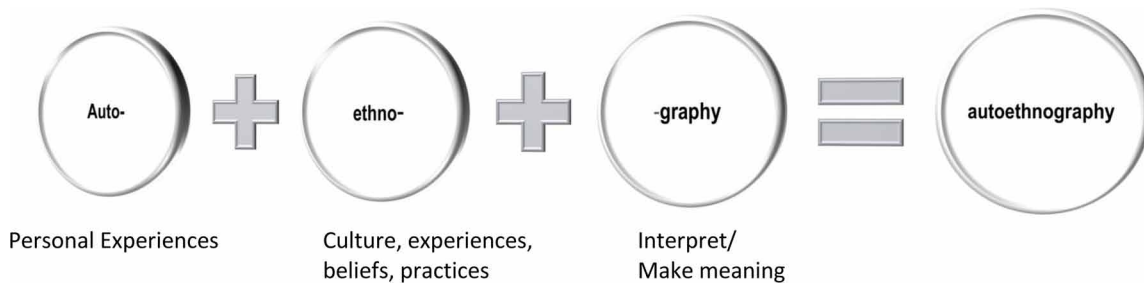 Auto-
ethno-
-graphy
autoethnography
Personal Experiences
Culture, experiences,
beliefs, practices
Interpret/
Make meaning